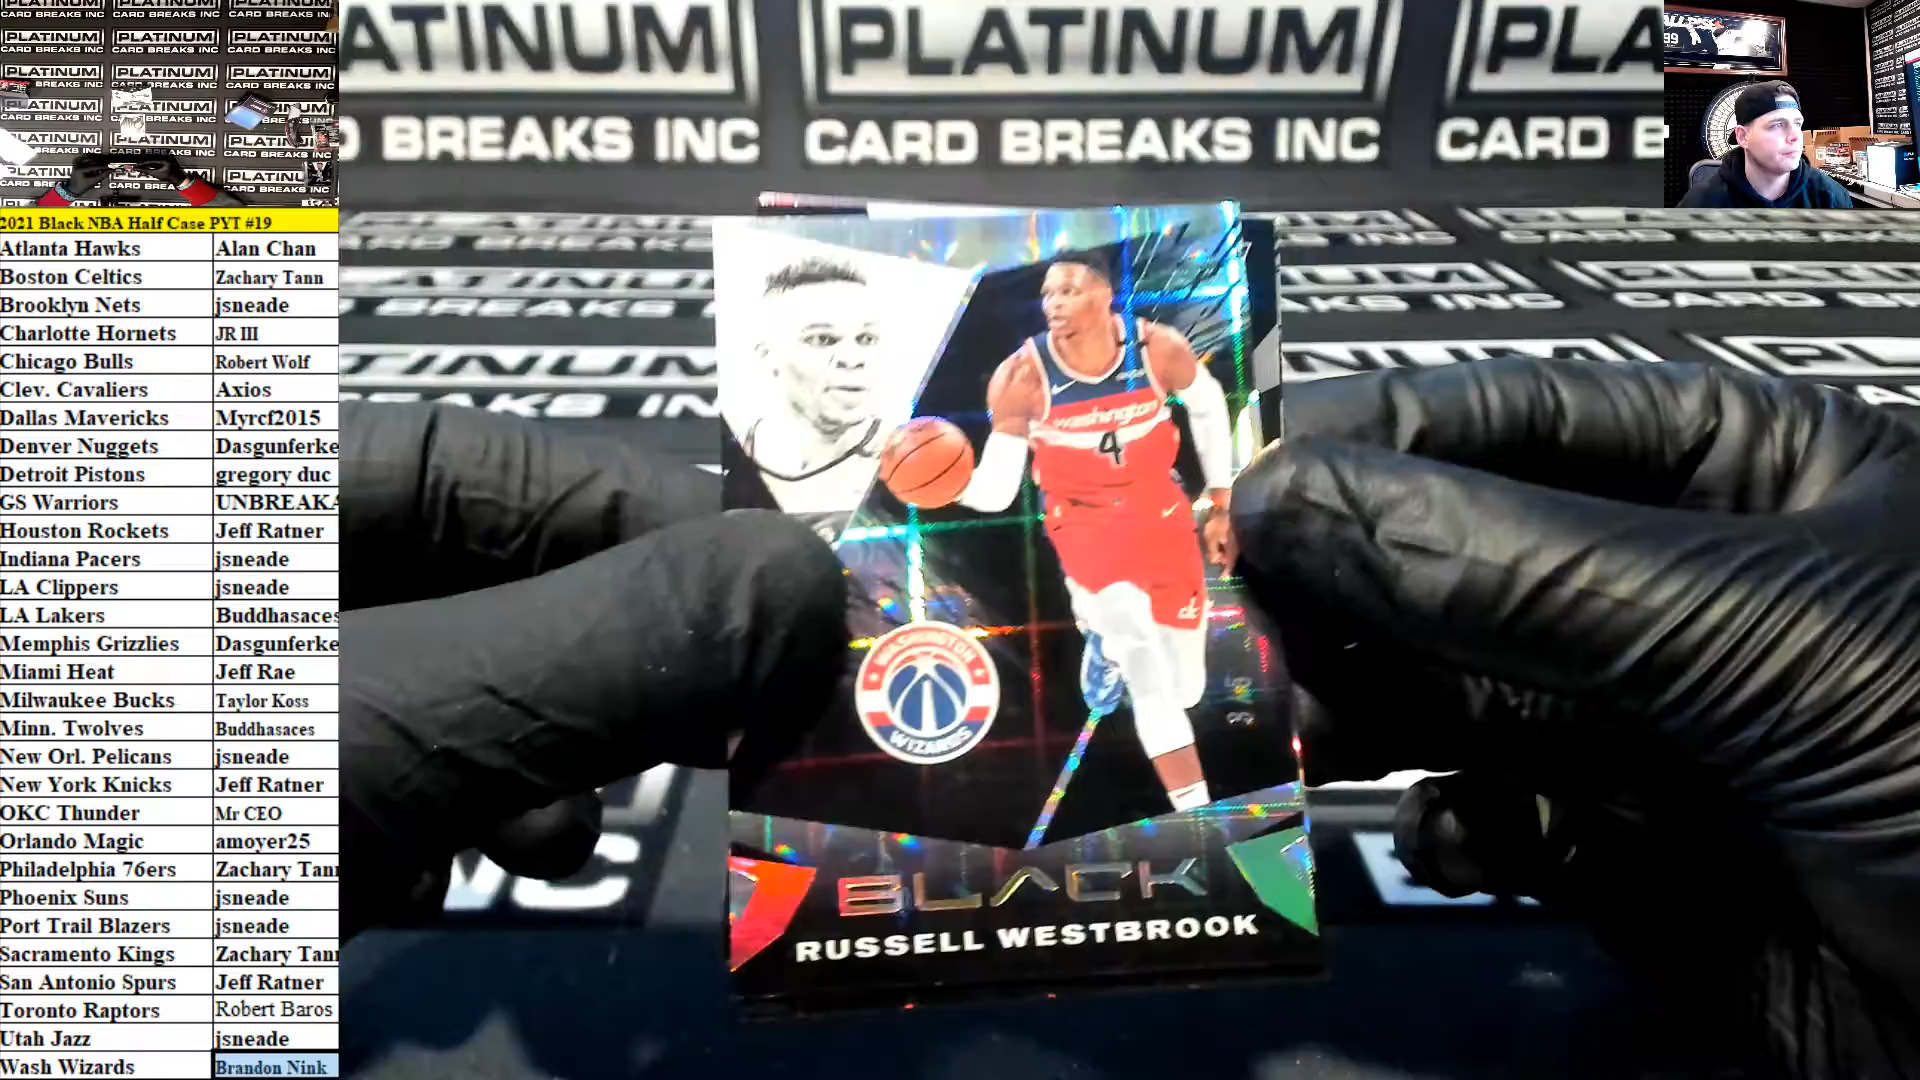 PLATINUM
CARD BREAKS INC
2021 Black NBA Half Case PYT #19
Atlanta Hawks Alan Chan
Boston Celtics Zachary Tann
Brooklyn Nets jsneade
Charlotte Hornets JR III
Chicago Bulls Robert Wolf
Clev. Cavaliers Axios
Dallas Mavericks Myrcf2015
Denver Nuggets Dasgunferke
Detroit Pistons gregory duc
GS Warriors UNBREAKA
Houston Rockets Jeff Ratner
Indiana Pacers jsneade
LA Clippers jsneade
LA Lakers Buddhasaces
Memphis Grizzlies Dasgunferke
Miami Heat Jeff Rae
Milwaukee Bucks Taylor Koss
Minn. Twolves Buddhasaces
New Orl. Pelicans jsneade
New York Knicks Jeff Ratner
OKC Thunder Mr CEO
Orlando Magic amoyer25
Philadelphia 76ers Zachary Tann
Phoenix Suns jsneade
Port Trail Blazers jsneade
Sacramento Kings Zachary Tann
San Antonio Spurs Jeff Ratner
Toronto Raptors Robert Baros
Utah Jazz jsneade
Wash Wizards Brandon Nink
washington
4
dc
WASHINGTON
WIZARDS
BLACK
RUSSELL WESTBROOK
99